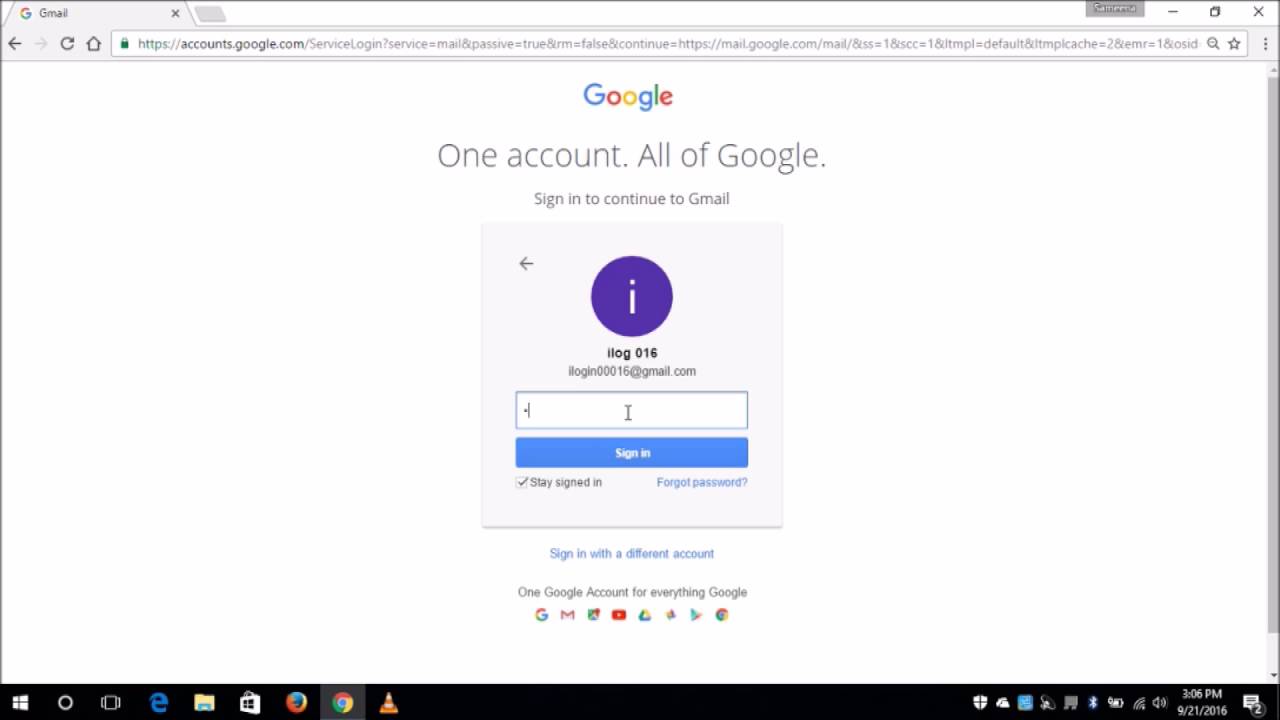 Gmail
Sameena
https://accounts.google.com/ServiceLogin?service=mail&passive=true&rm=false&continue=https://mail.google.com/mail/&ss=1&scc=1&ltmpl=default&ltmplcache=2&emr=1&osid
Google
One account. All of Google.
Sign in to continue to Gmail
i
ilog 016
ilogin00016@gmail.com
Sign in
Stay signed in Forgot password?
Sign in with a different account
One Google Account for everything Google
3:06 PM
9/21/2016
2